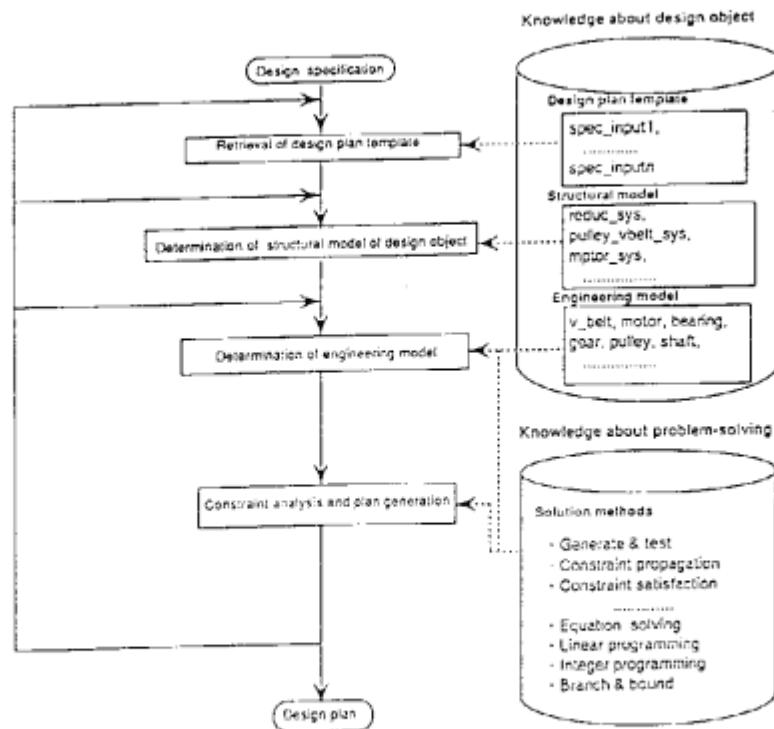 Knowledge about design object
Design specification
Design plan template
spec_input1,
.............
spec_inputn
Retrieval of design plan template
Structural model
reduc_sys,
pulley_vbelt_sys,
mptor_sys,
................
Determination of structural model of design object
Engineering model
v_belt, motor, bearing,
gear, pulley, shaft,
................
Determination of engineering model
Knowledge about problem-solving
Constraint analysis and plan generation
Solution methods
- Generate & test
- Constraint propagation
- Constraint satisfaction
..............
- Equation solving
- Linear programming
- Integer programming
- Branch & bound
Design plan